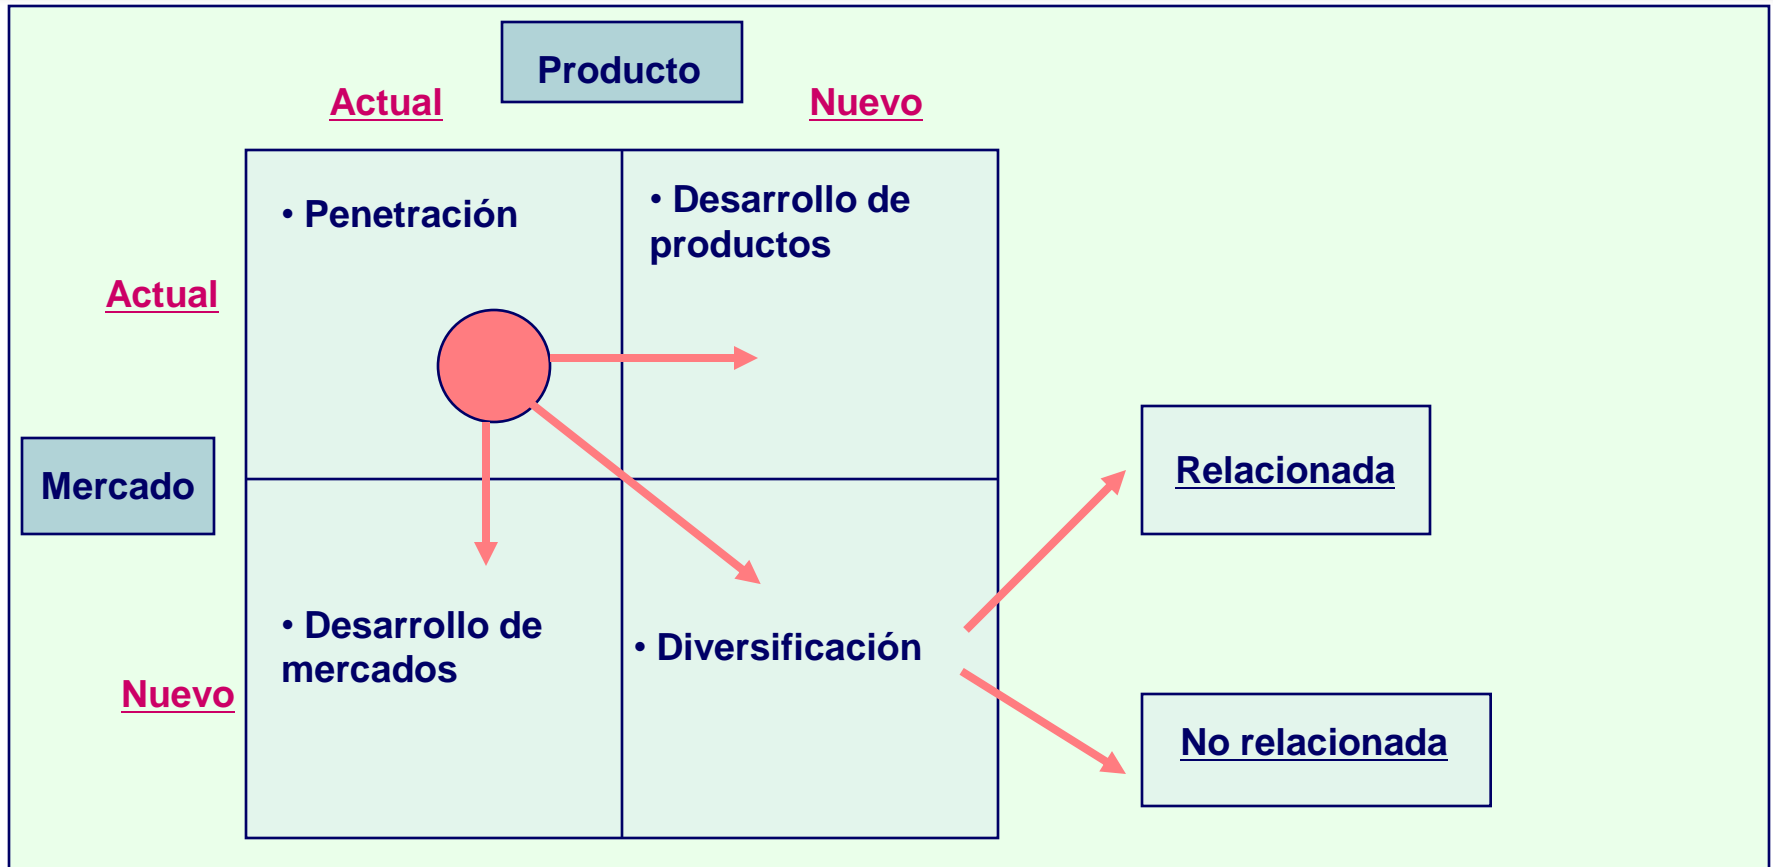 Producto
Actual
Nuevo
• Penetración
• Desarrollo de
productos
Actual
Mercado
Relacionada
• Desarrollo de
mercados
• Diversificación
Nuevo
No relacionada